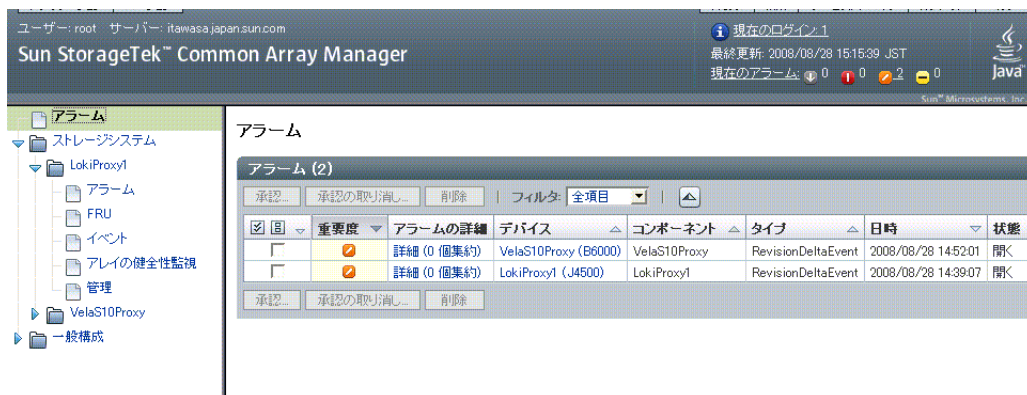 ユーザー: root サーバー: itawasa.japan.sun.com
Sun StorageTek™ Common Array Manager
現在のログイン: 1
最終更新: 2008/08/28 15:15:39 JST
現在のアラーム: 0 0 2 0
Java™
Sun™ Microsystems, Inc.
アラーム
ストレージシステム
LokiProxy1
アラーム
FRU
イベント
アレイの健全性監視
管理
VelaS10Proxy
一般構成
アラーム
アラーム (2)
承認... 承認の取り消し... 削除 フィルタ: 全項目
重要度 アラームの詳細 デバイス コンポーネント タイプ 日時 状態
詳細 (0 個集約) VelaS10Proxy (B6000) VelaS10Proxy RevisionDeltaEvent 2008/08/28 14:52:01 開く
詳細 (0 個集約) LokiProxy1 (J4500) LokiProxy1 RevisionDeltaEvent 2008/08/28 14:39:07 開く
承認... 承認の取り消し... 削除